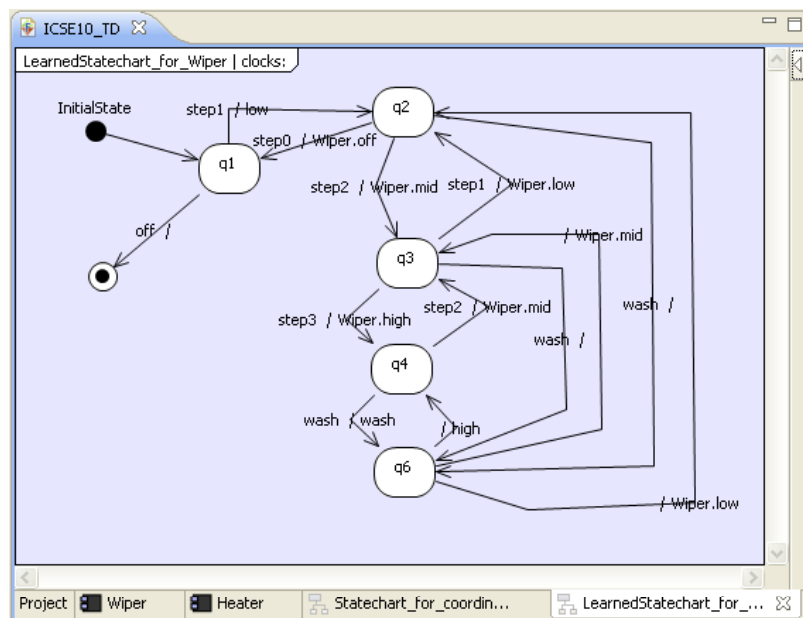 ICSE10_TD
LearnedStatechart_for_Wiper | clocks:
InitialState
step1 / low
q2
step0 / Wiper.off
q1
step2 / Wiper.mid
step1 / Wiper.low
off /
/ Wiper.mid
q3
step3 / Wiper.high
step2 / Wiper.mid
wash /
wash /
q4
wash / wash
/ high
q6
/ Wiper.low
Project
Wiper
Heater
Statechart_for_coordin...
LearnedStatechart_for_...